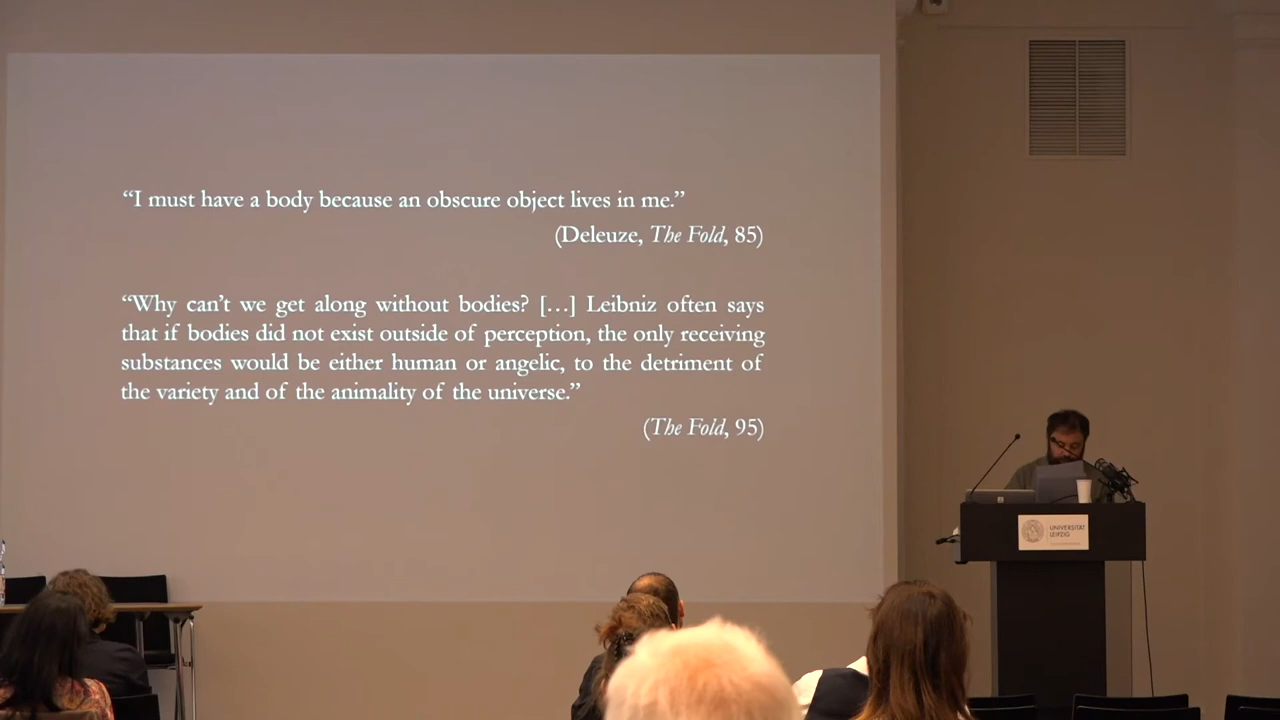 “I must have a body because an obscure object lives in me.”
(Deleuze, The Fold, 85)
“Why can’t we get along without bodies? […] Leibniz often says
that if bodies did not exist outside of perception, the only receiving
substances would be either human or angelic, to the detriment of
the variety and of the animality of the universe.”
(The Fold, 95)
UNIVERSITÄT
LEIPZIG